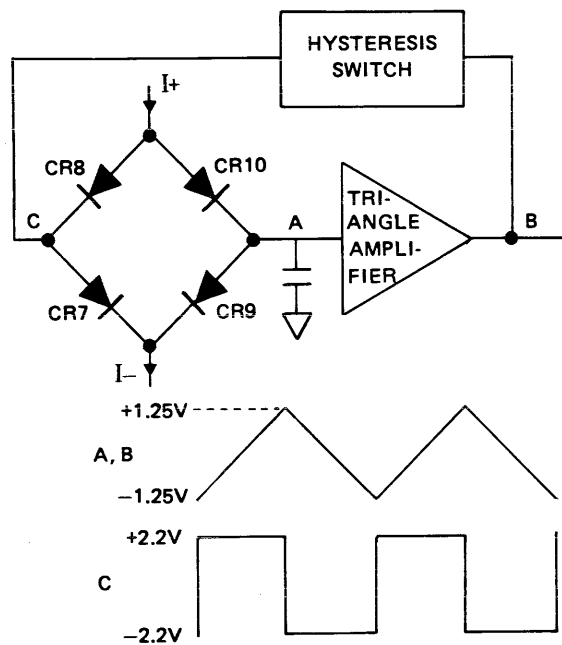 HYSTERESIS
SWITCH
I+
CR8
CR10
C
A
B
TRI-
ANGLE
AMPLI-
FIER
CR7
CR9
I–
+1.25V
A, B
–1.25V
+2.2V
C
–2.2V